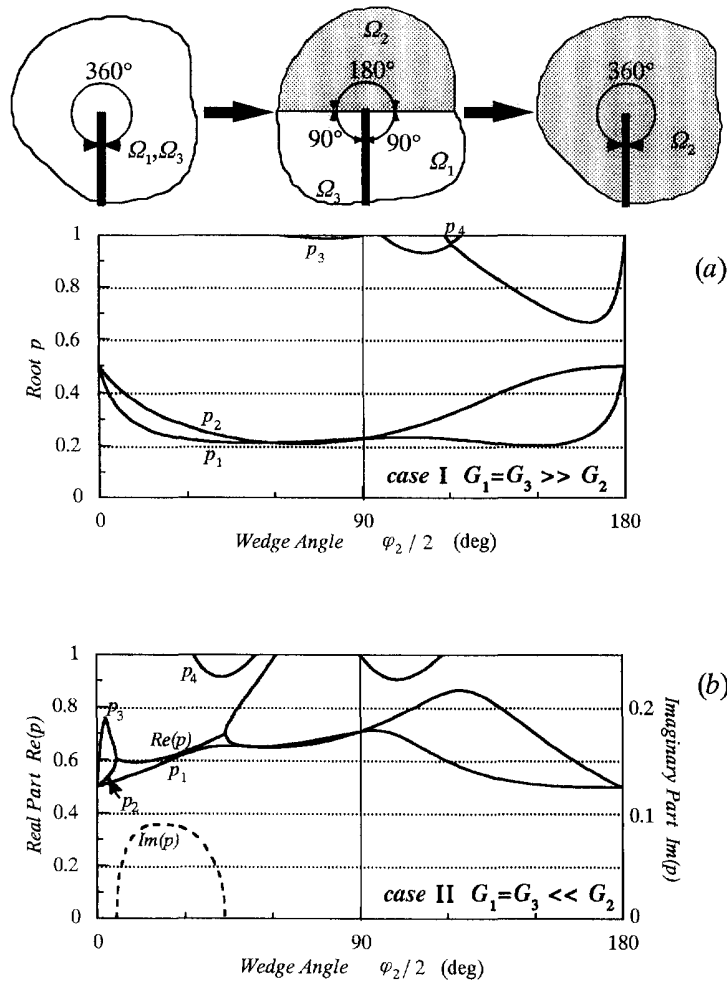 360°
Ω₁,Ω₃
Ω₂
180°
90°
90°
Ω₁
Ω₃
360°
Ω₂
(a)
Root p
1
0.8
0.6
0.4
0.2
0
p₃
p₄
p₂
p₁
case I G₁=G₃ >> G₂
0
90
180
Wedge Angle φ₂/2 (deg)
(b)
Real Part Re(p)
1
0.8
0.6
0.4
0.2
0
p₄
p₃
Re(p)
p₁
p₂
Im(p)
case II G₁=G₃ << G₂
0.2
0.1
0
Imaginary Part Im(p)
0
90
180
Wedge Angle φ₂/2 (deg)